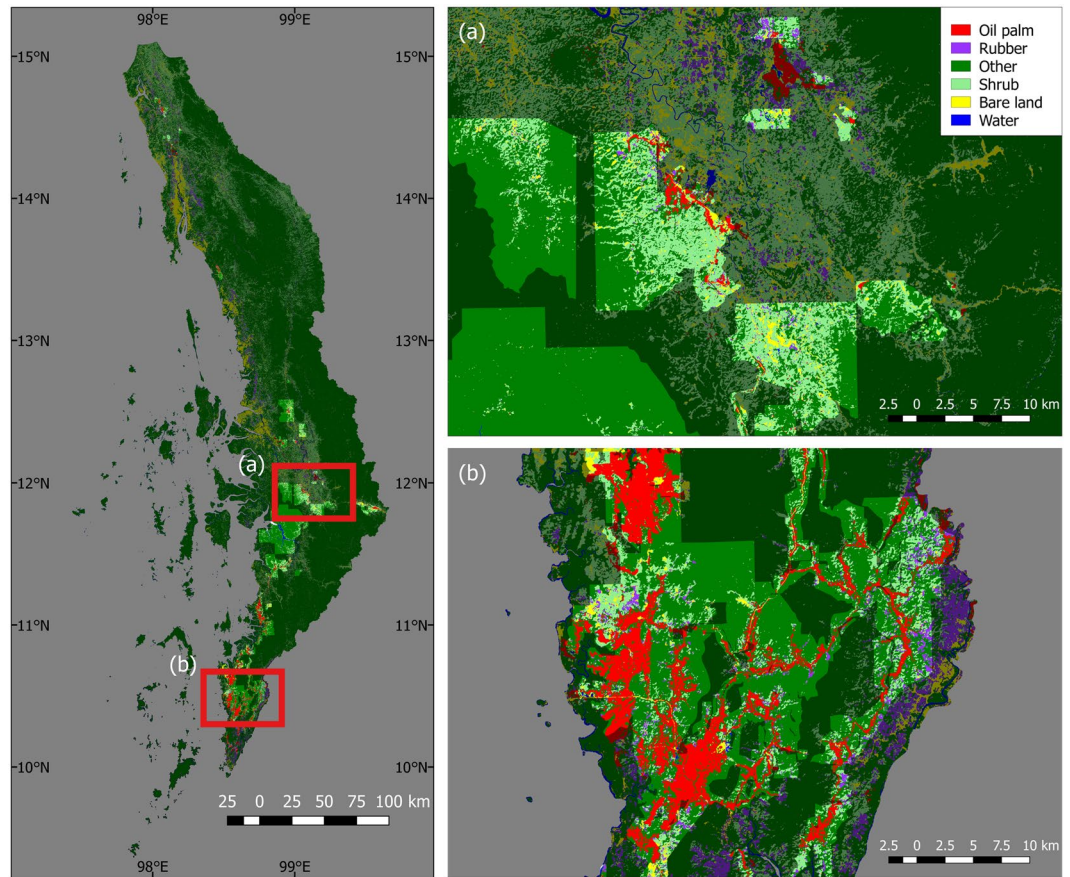 98°E 99°E
15°N 15°N
14°N 14°N
13°N 13°N
12°N 12°N
11°N 11°N
10°N 10°N
(a)
(b)
25 0 25 50 75 100 km
98°E 99°E
(a)
Oil palm
Rubber
Other
Shrub
Bare land
Water
2.5 0 2.5 5 7.5 10 km
(b)
2.5 0 2.5 5 7.5 10 km